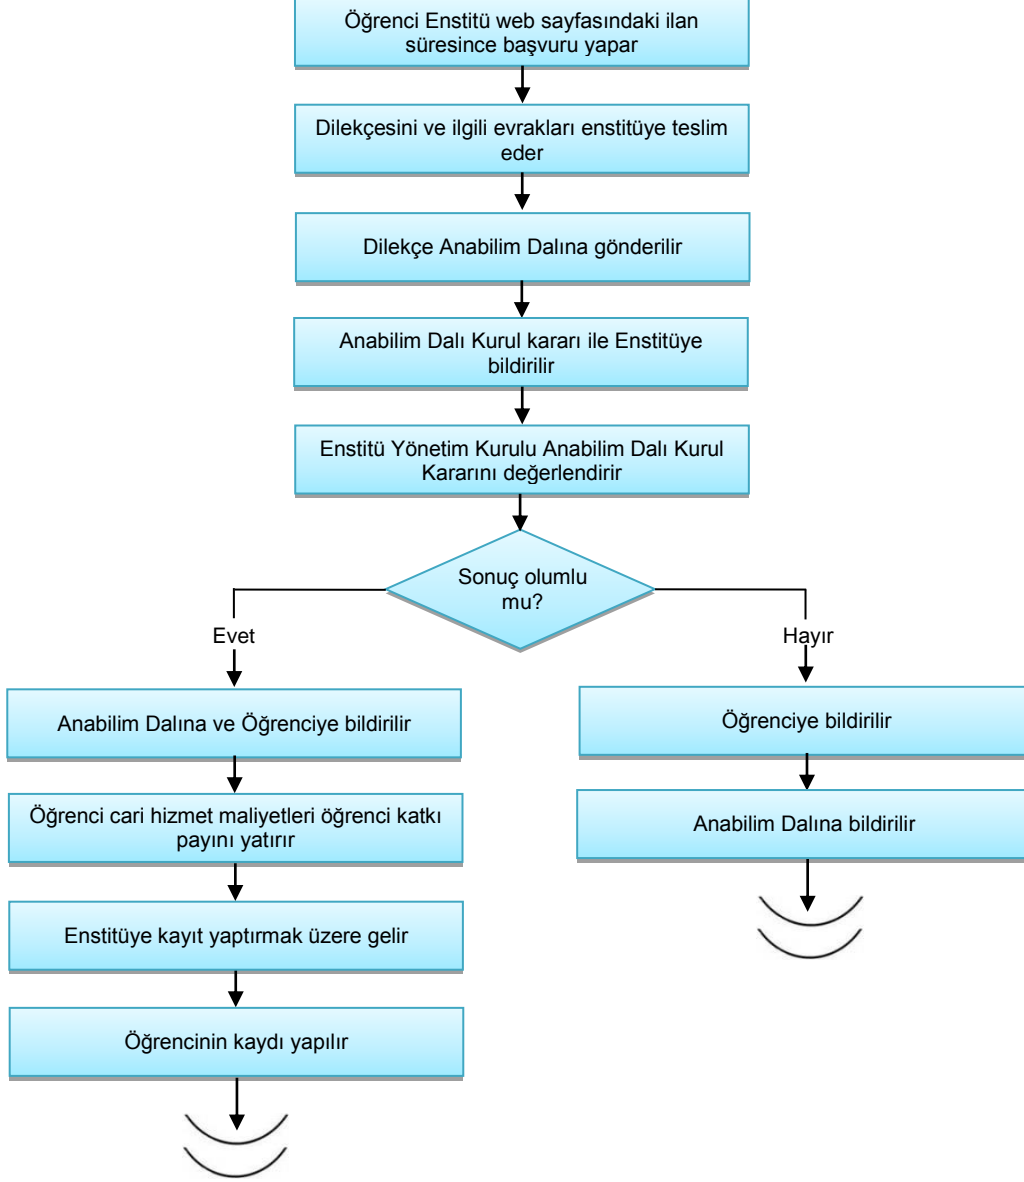 Öğrenci Enstitü web sayfasındaki ilan
süresince başvuru yapar
Dilekçesini ve ilgili evrakları enstitüye teslim
eder
Dilekçe Anabilim Dalına gönderilir
Anabilim Dalı Kurul kararı ile Enstitüye
bildirilir
Enstitü Yönetim Kurulu Anabilim Dalı Kurul
Kararını değerlendirir
Sonuç olumlu
mu?
Evet
Hayır
Anabilim Dalına ve Öğrenciye bildirilir
Öğrenci cari hizmet maliyetleri öğrenci katkı
payını yatırır
Enstitüye kayıt yaptırmak üzere gelir
Öğrencinin kaydı yapılır
Öğrenciye bildirilir
Anabilim Dalına bildirilir